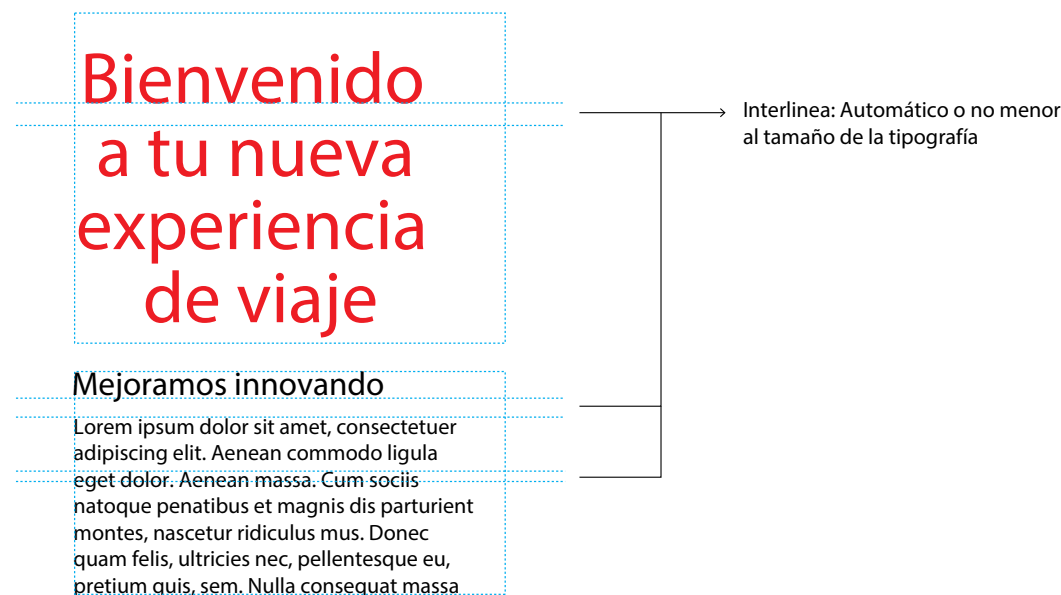 Bienvenido
a tu nueva
experiencia
de viaje
Interlinea: Automático o no menor
al tamaño de la tipografía
Mejoramos innovando
Lorem ipsum dolor sit amet, consectetuer
adipiscing elit. Aenean commodo ligula
eget dolor. Aenean massa. Cum sociis
natoque penatibus et magnis dis parturient
montes, nascetur ridiculus mus. Donec
quam felis, ultricies nec, pellentesque eu,
pretium quis, sem. Nulla consequat massa